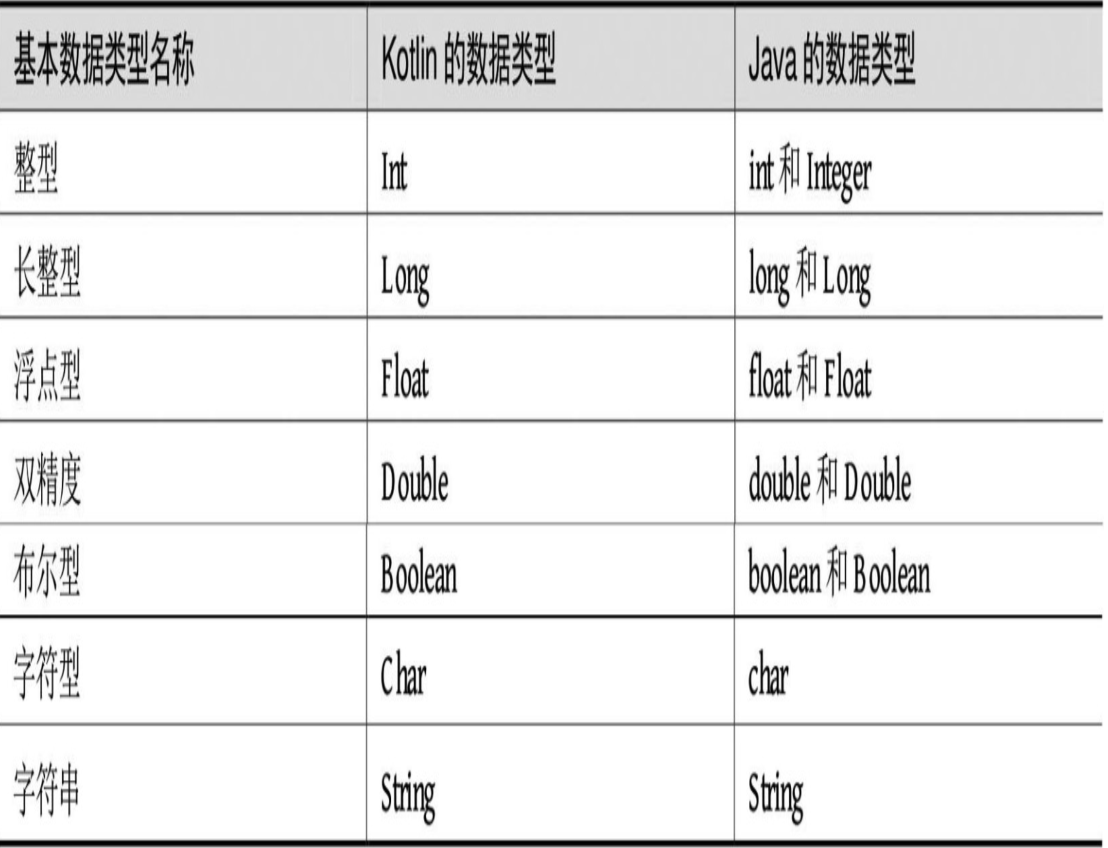 基本数据类型名称 Kotlin 的数据类型 Java 的数据类型
整型 Int int 和 Integer
长整型 Long long 和 Long
浮点型 Float float 和 Float
双精度 Double double 和 Double
布尔型 Boolean boolean 和 Boolean
字符型 Char char
字符串 String String